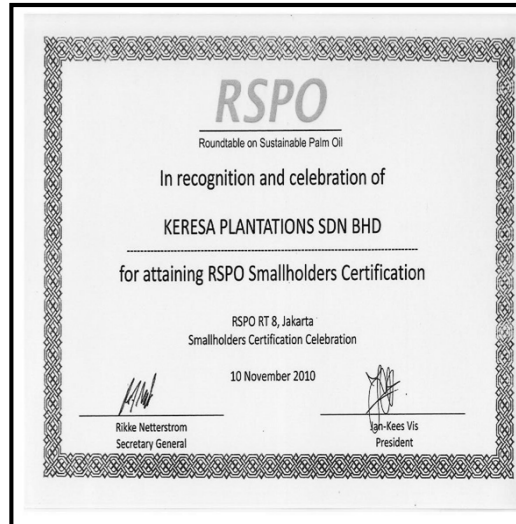 RSPO
Roundtable on Sustainable Palm Oil
In recognition and celebration of
KERESA PLANTATIONS SDN BHD
for attaining RSPO Smallholders Certification
RSPO RT 8, Jakarta
Smallholders Certification Celebration
10 November 2010
Rikke Netterstrom
Secretary General
Jan-Kees Vis
President